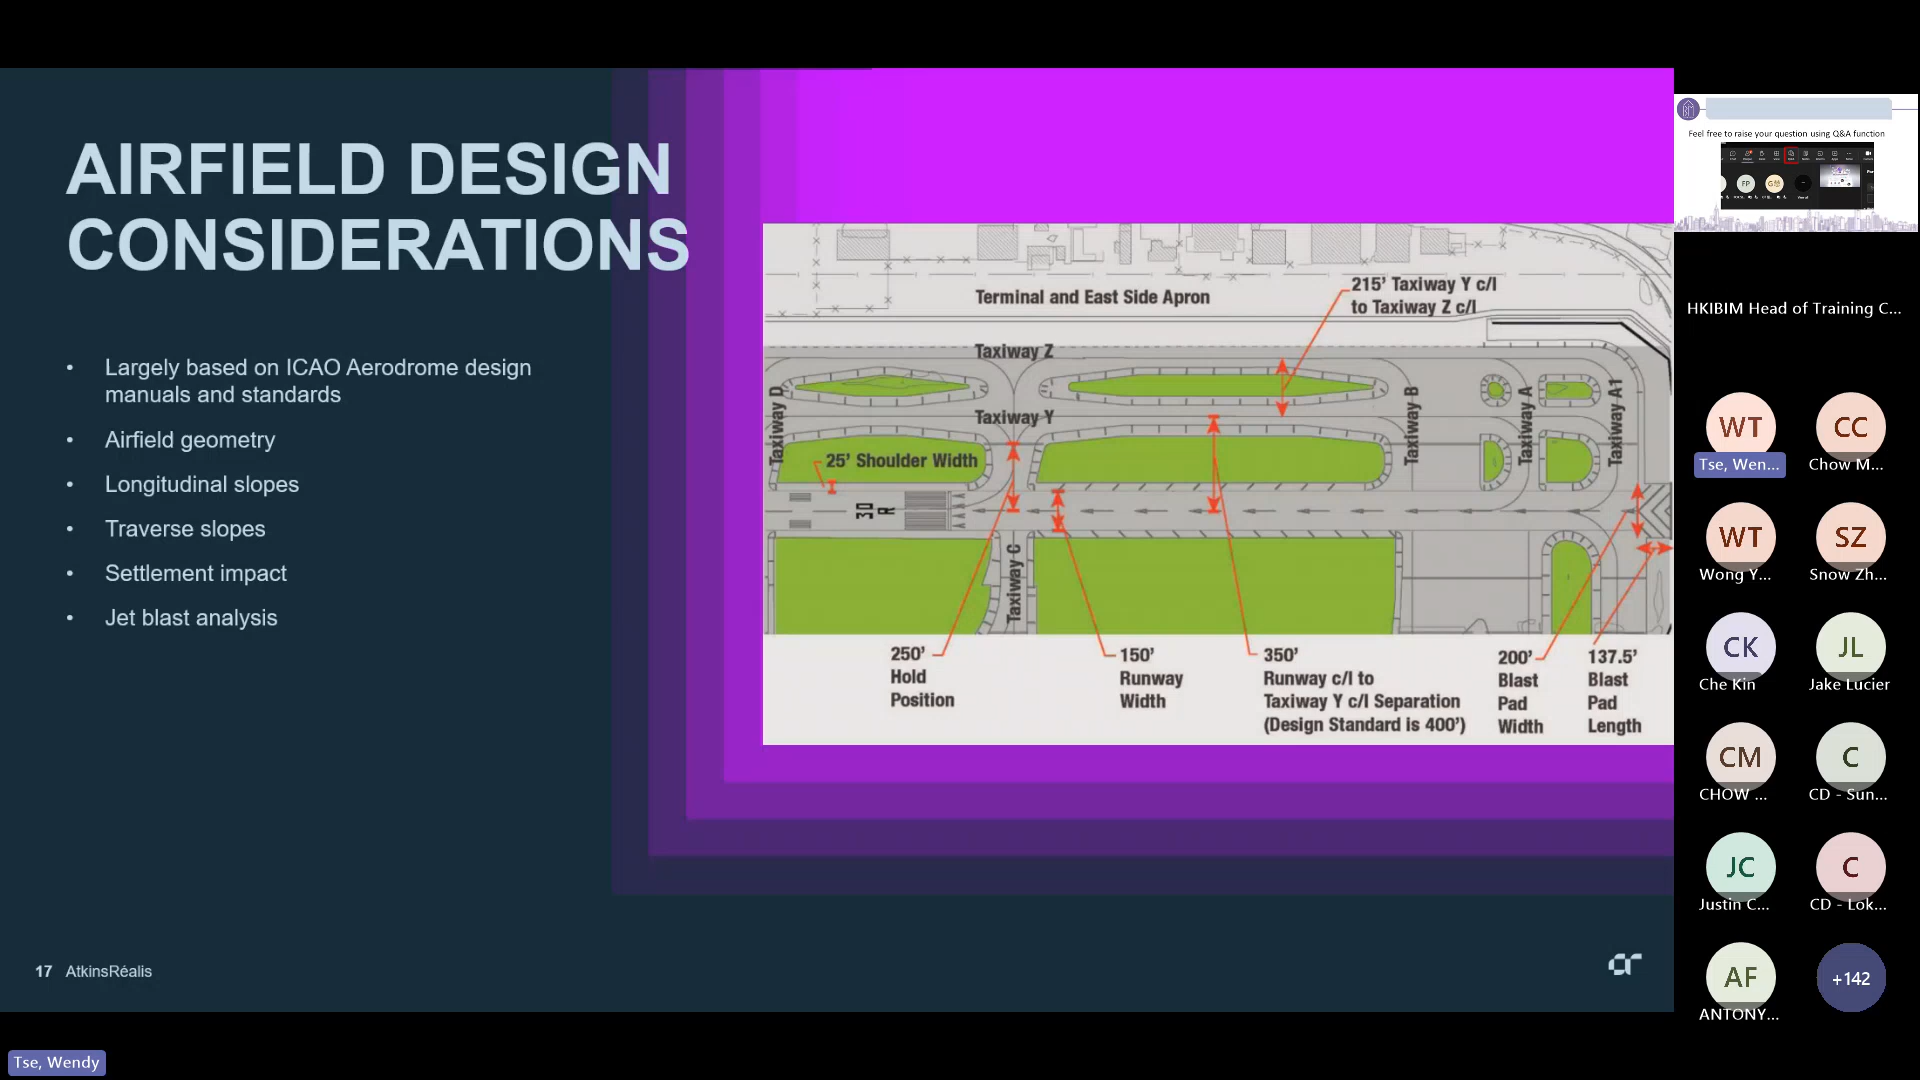 AIRFIELD DESIGN
CONSIDERATIONS
• Largely based on ICAO Aerodrome design
manuals and standards
• Airfield geometry
• Longitudinal slopes
• Traverse slopes
• Settlement impact
• Jet blast analysis
Terminal and East Side Apron
215' Taxiway Y c/l
to Taxiway Z c/l
Taxiway Z
Taxiway Y
Taxiway D
Taxiway B
Taxiway A
Taxiway A1
25' Shoulder Width
30
R
Taxiway C
250'
Hold
Position
150'
Runway
Width
350'
Runway c/l to
Taxiway Y c/l Separation
(Design Standard is 400')
200'
Blast
Pad
Width
137.5'
Blast
Pad
Length
17 AtkinsRéalis
Feel free to raise your question using Q&A function
FP
HKIBIM Head of Training C...
WT
Tse, Wen...
CC
Chow M...
WT
Wong Y...
SZ
Snow Zh...
CK
Che Kin
JL
Jake Lucier
CM
CHOW ...
C
CD - Sun...
JC
Justin C...
C
CD - Lok...
AF
ANTONY...
+142
Tse, Wendy